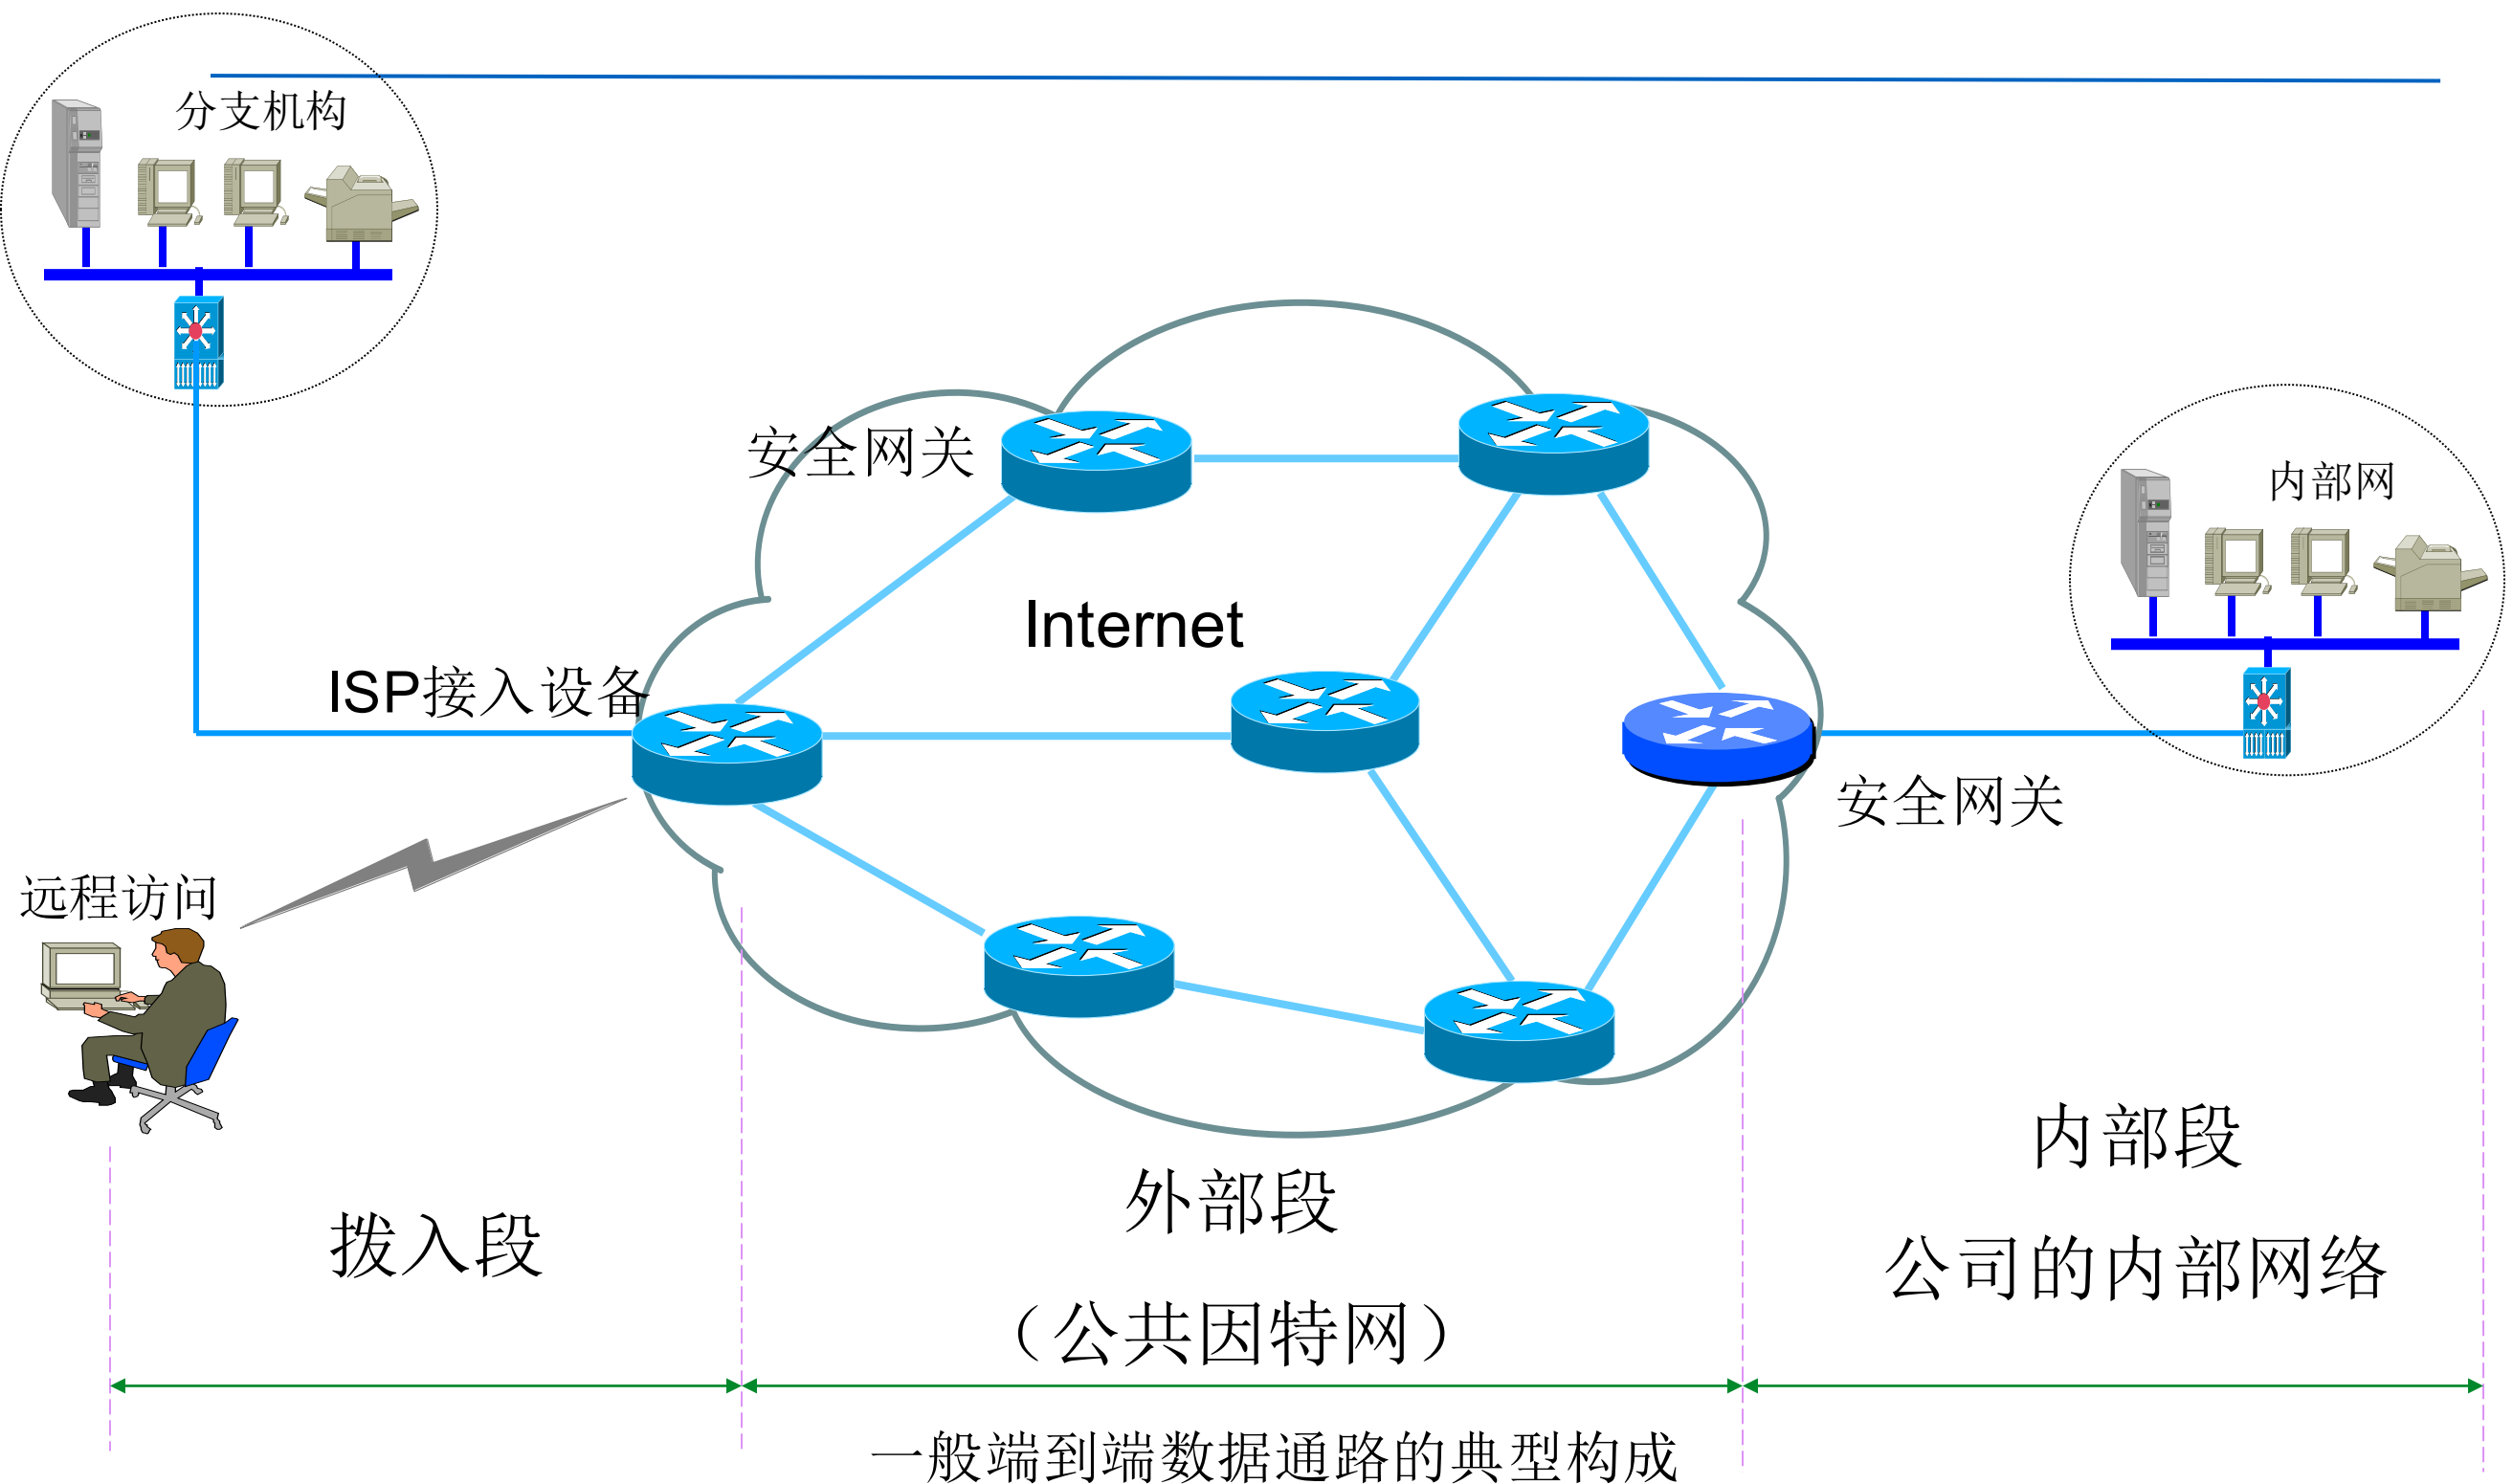 分支机构
安全网关
内部网
Internet
ISP接入设备
安全网关
远程访问
内部段
外部段
拨入段
公司的内部网络
（公共因特网）
一般端到端数据通路的典型构成